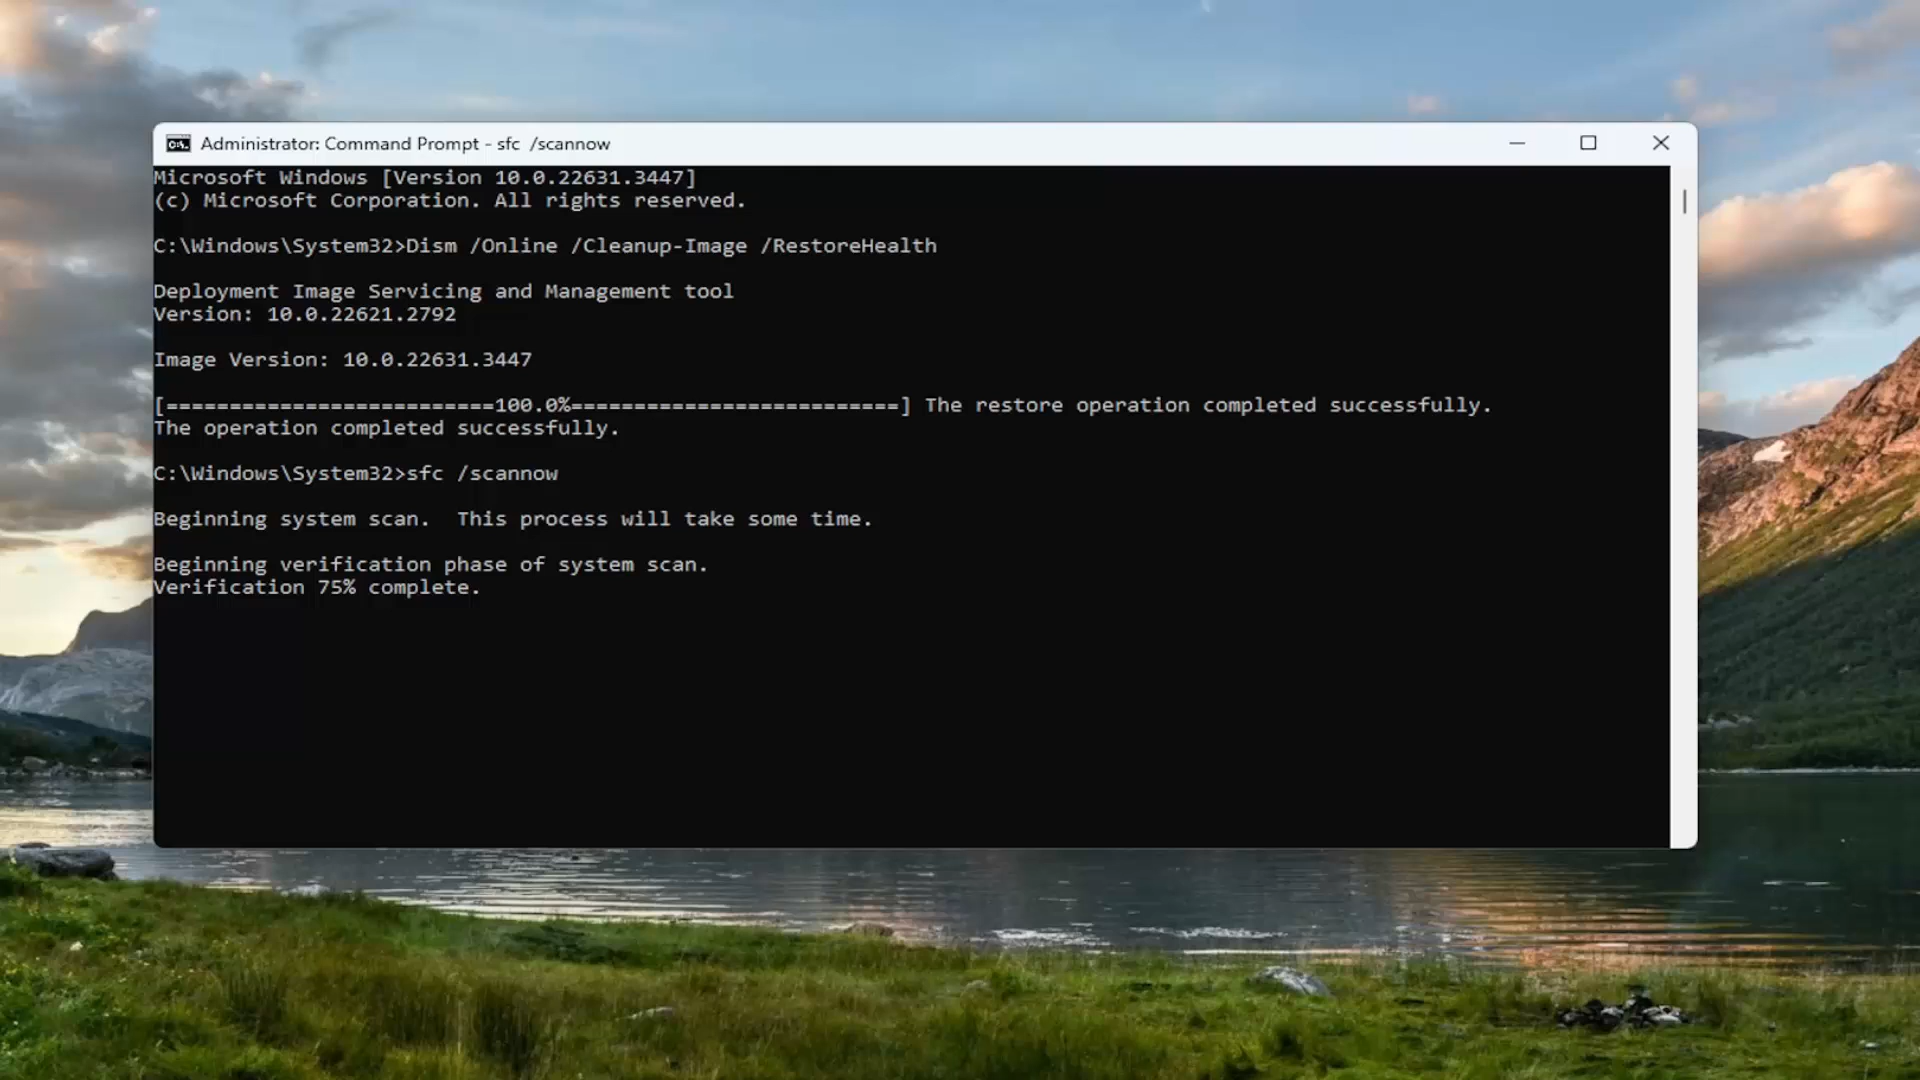 Administrator: Command Prompt - sfc  /scannow
Microsoft Windows [Version 10.0.22631.3447]
(c) Microsoft Corporation. All rights reserved.
C:\Windows\System32>Dism /Online /Cleanup-Image /RestoreHealth
Deployment Image Servicing and Management tool
Version: 10.0.22621.2792
Image Version: 10.0.22631.3447
[==========================100.0%==========================] The restore operation completed successfully.
The operation completed successfully.
C:\Windows\System32>sfc /scannow
Beginning system scan.  This process will take some time.
Beginning verification phase of system scan.
Verification 75% complete.